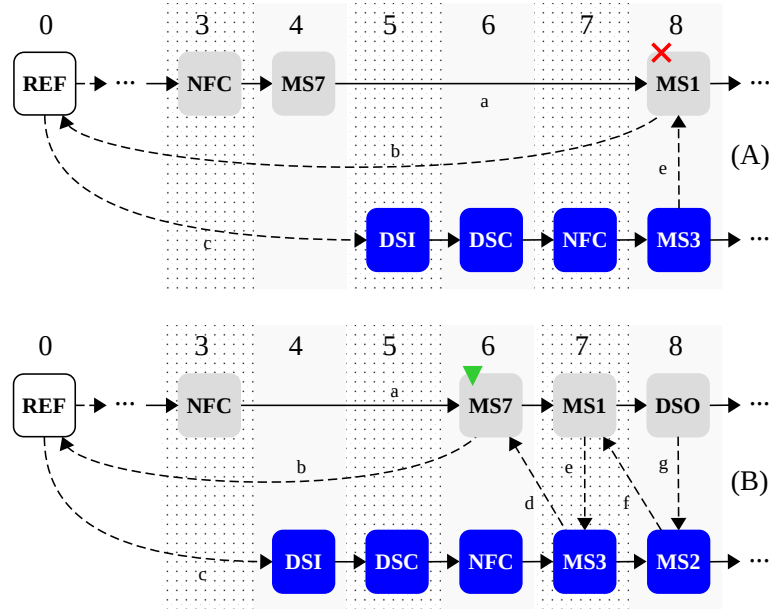 0 3 4 5 6 7 8
REF ... NFC MS7 MS1 ...
a
b
(A)
e
c
DSI DSC NFC MS3 ...
0 3 4 5 6 7 8
REF ... NFC a MS7 MS1 DSO ...
b e g
(B)
d f
c
DSI DSC NFC MS3 MS2 ...